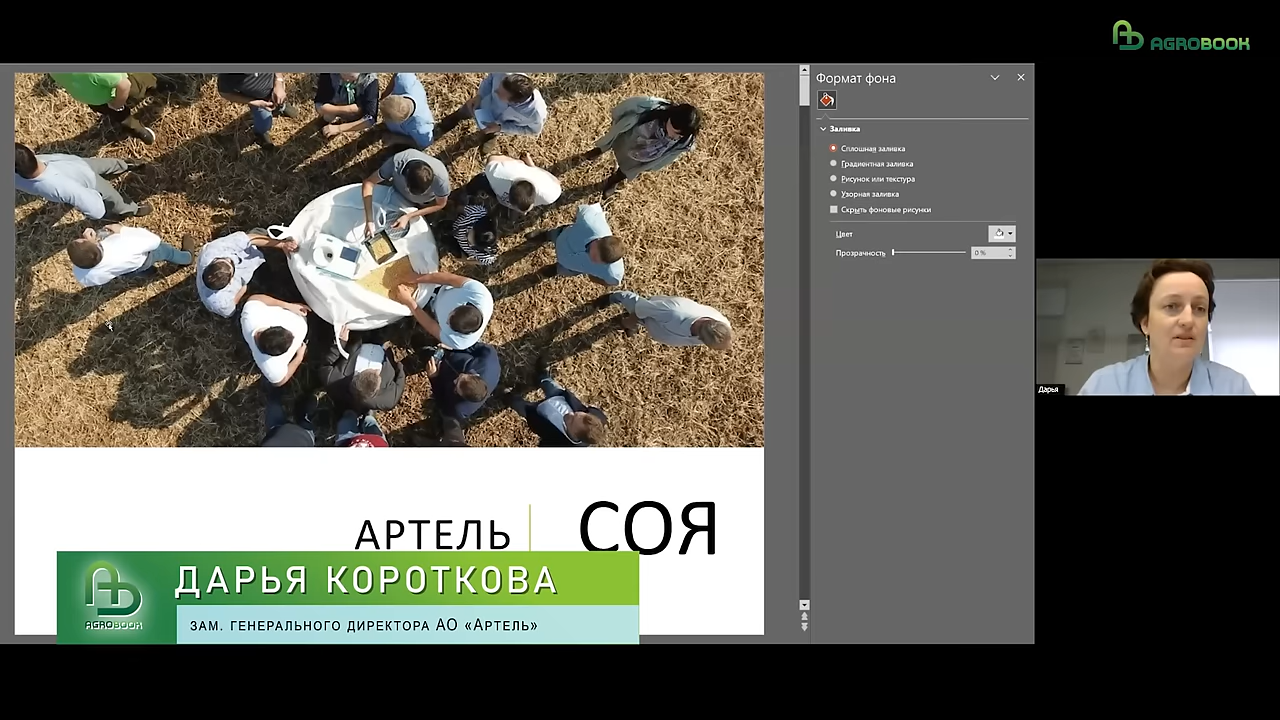 AGROBOOK
Формат фона
Заливка
Сплошная заливка
Градиентная заливка
Рисунок или текстура
Узорная заливка
Скрыть фоновые рисунки
Цвет
Прозрачность
0 %
Дарья
АРТЕЛЬ
СОЯ
ДАРЬЯ КОРОТКОВА
ЗАМ. ГЕНЕРАЛЬНОГО ДИРЕКТОРА АО «АРТЕЛЬ»
AGROBOOK